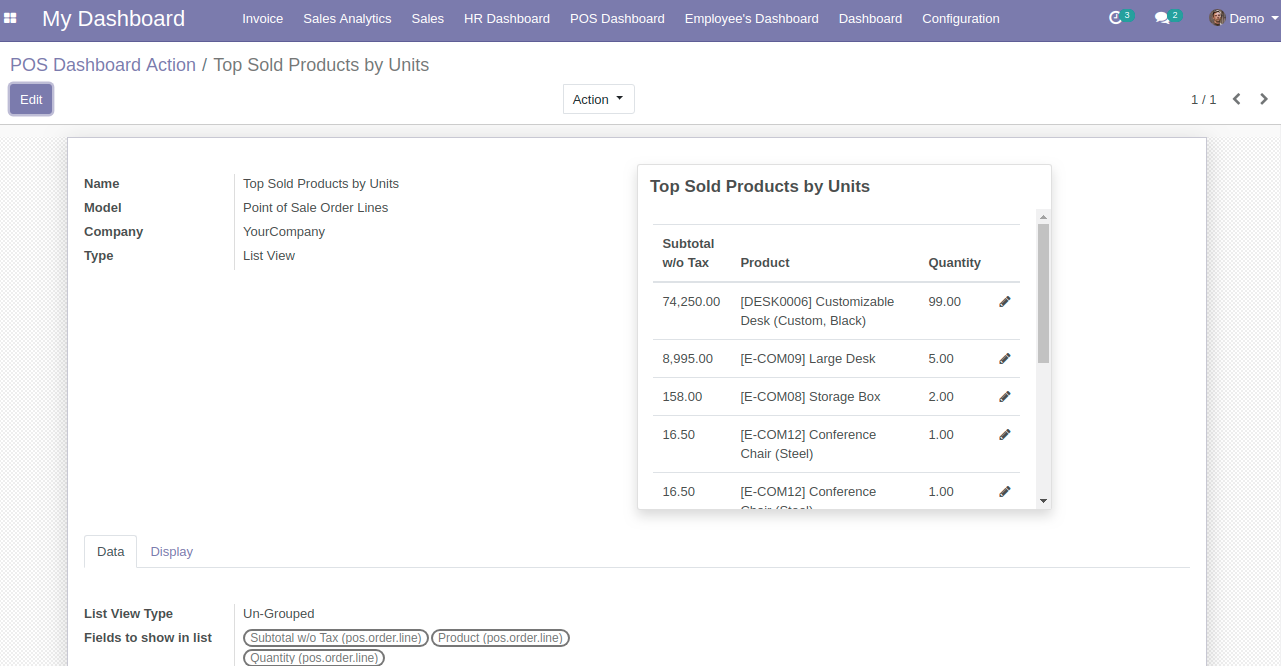 My Dashboard Invoice Sales Analytics Sales HR Dashboard POS Dashboard Employee's Dashboard Dashboard Configuration 3 2 Demo
POS Dashboard Action / Top Sold Products by Units
Edit Action 1 / 1
Name Top Sold Products by Units
Model Point of Sale Order Lines
Company YourCompany
Type List View
Top Sold Products by Units
Subtotal
w/o Tax Product Quantity
74,250.00 [DESK0006] Customizable 99.00
Desk (Custom, Black)
8,995.00 [E-COM09] Large Desk 5.00
158.00 [E-COM08] Storage Box 2.00
16.50 [E-COM12] Conference 1.00
Chair (Steel)
16.50 [E-COM12] Conference 1.00
Chair (Steel)
Data Display
List View Type Un-Grouped
Fields to show in list Subtotal w/o Tax (pos.order.line) Product (pos.order.line)
Quantity (pos.order.line)